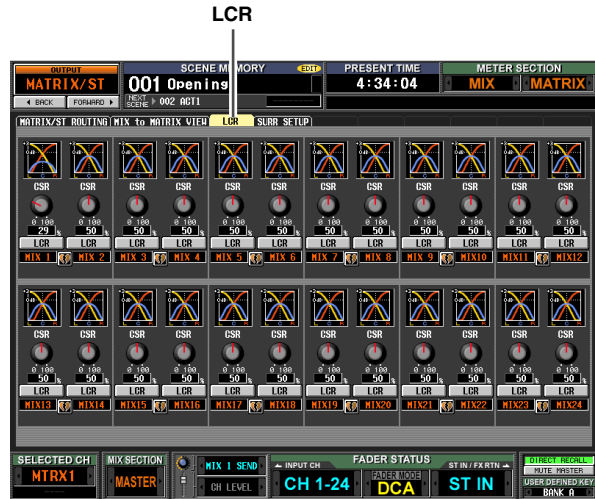 LCR
OUTPUT SCENE MEMORY EDIT PRESENT TIME METER SECTION
MATRIX/ST 001 Opening 4:34:04 MIX MATRIX
BACK FORWARD NEXT SCENE 002 ACT1
MATRIX/ST ROUTING MIX to MATRIX VIEW LCR SURR SETUP
CSR CSR CSR CSR CSR CSR CSR CSR CSR CSR CSR CSR
0 100 0 100 0 100 0 100 0 100 0 100 0 100 0 100 0 100 0 100 0 100 0 100
29 % 50 % 50 % 50 % 50 % 50 % 50 % 50 % 50 % 50 % 50 % 50 %
LCR LCR LCR LCR LCR LCR LCR LCR LCR LCR LCR LCR
MIX 1 MIX 2 MIX 3 MIX 4 MIX 5 MIX 6 MIX 7 MIX 8 MIX 9 MIX10 MIX11 MIX12
CSR CSR CSR CSR CSR CSR CSR CSR CSR CSR CSR CSR
0 100 0 100 0 100 0 100 0 100 0 100 0 100 0 100 0 100 0 100 0 100 0 100
50 % 50 % 50 % 50 % 50 % 50 % 50 % 50 % 50 % 50 % 50 % 50 %
LCR LCR LCR LCR LCR LCR LCR LCR LCR LCR LCR LCR
MIX13 MIX14 MIX15 MIX16 MIX17 MIX18 MIX19 MIX20 MIX21 MIX22 MIX23 MIX24
SELECTED CH MIX SECTION MIX 1 SEND INPUT CH FADER STATUS ST IN / FX RTN DIRECT RECALL
MUTE MASTER
MTRX1 MASTER CH LEVEL CH 1-24 FADER MODE DCA ST IN USER DEFINED KEY
BANK A